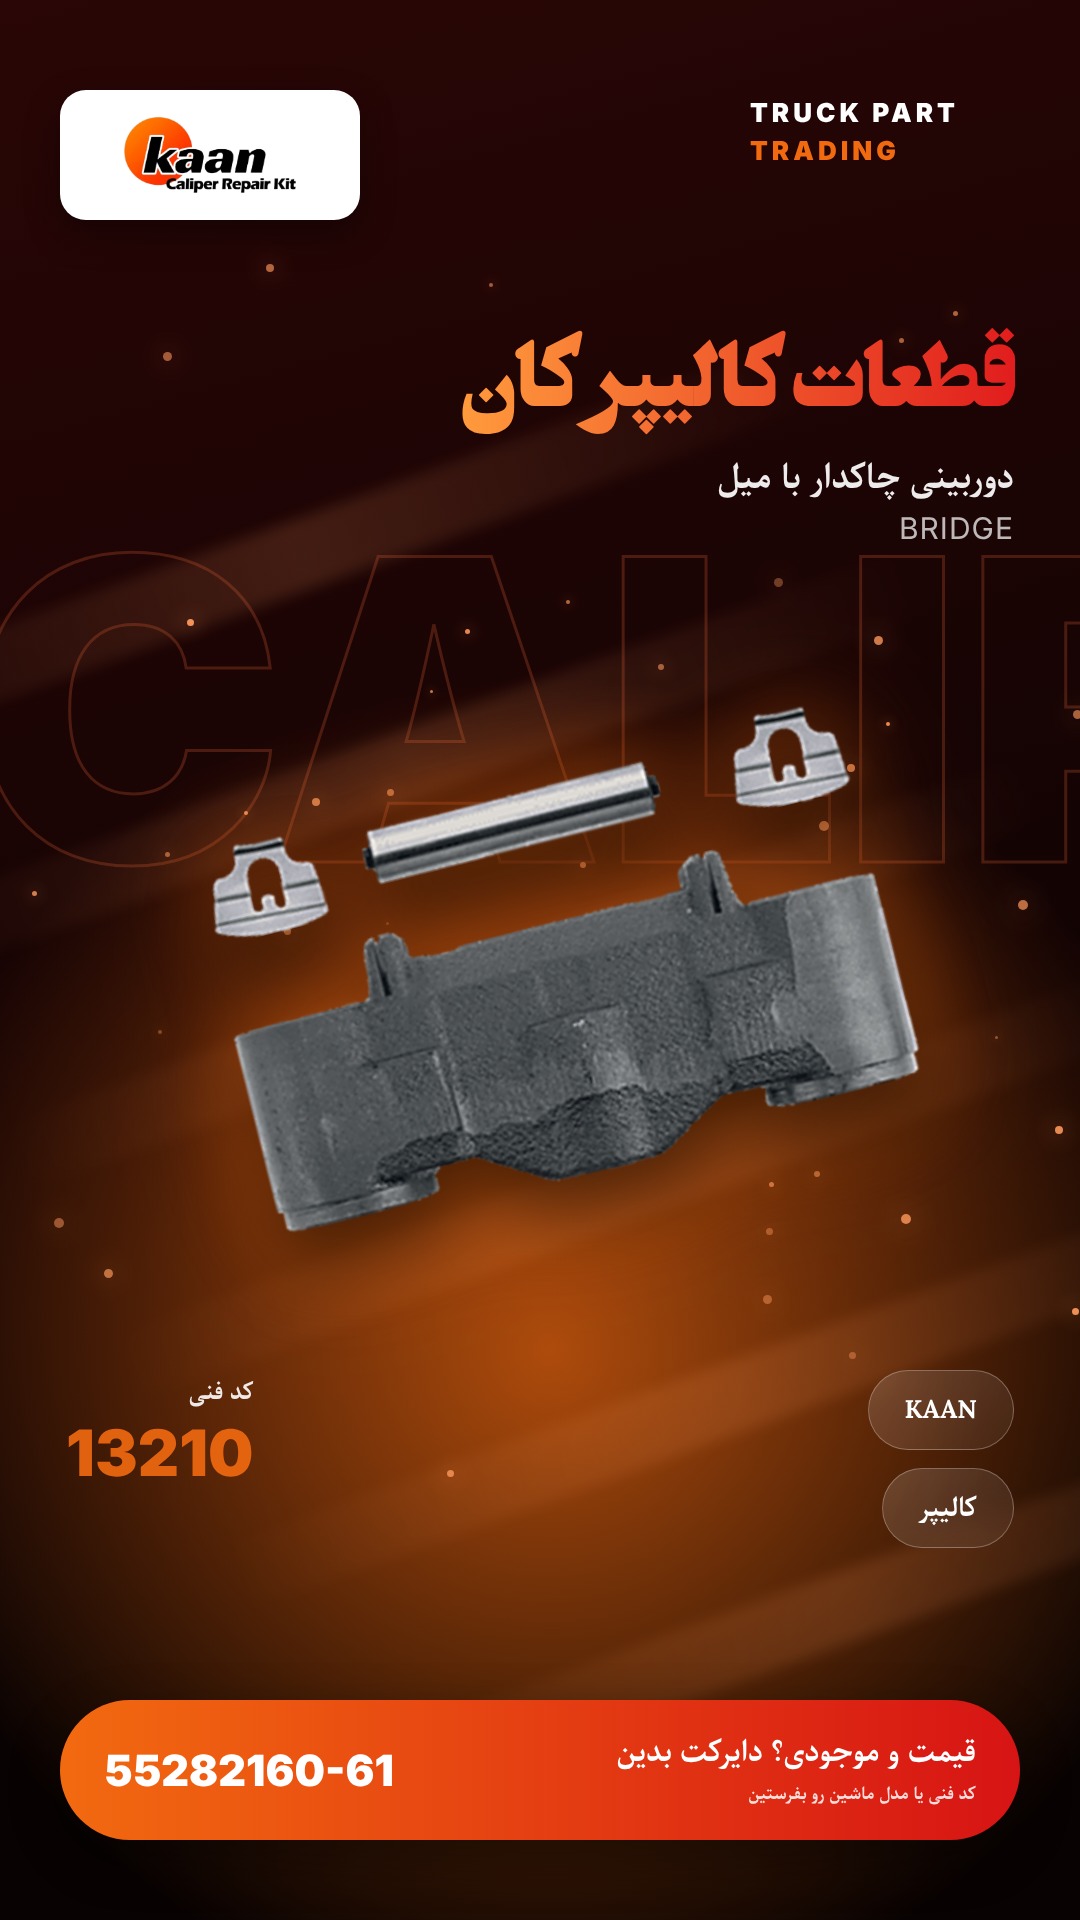 kaan
Caliper Repair Kit
TRUCK PART
TRADING
قطعات کالیپر کان
دوربینی چاکدار با میل
BRIDGE
CALIP
کد فنی
13210
KAAN
کالیپر
قیمت و موجودی؟ دایرکت بدین
کد فنی یا مدل ماشین رو بفرستین
55282160-61